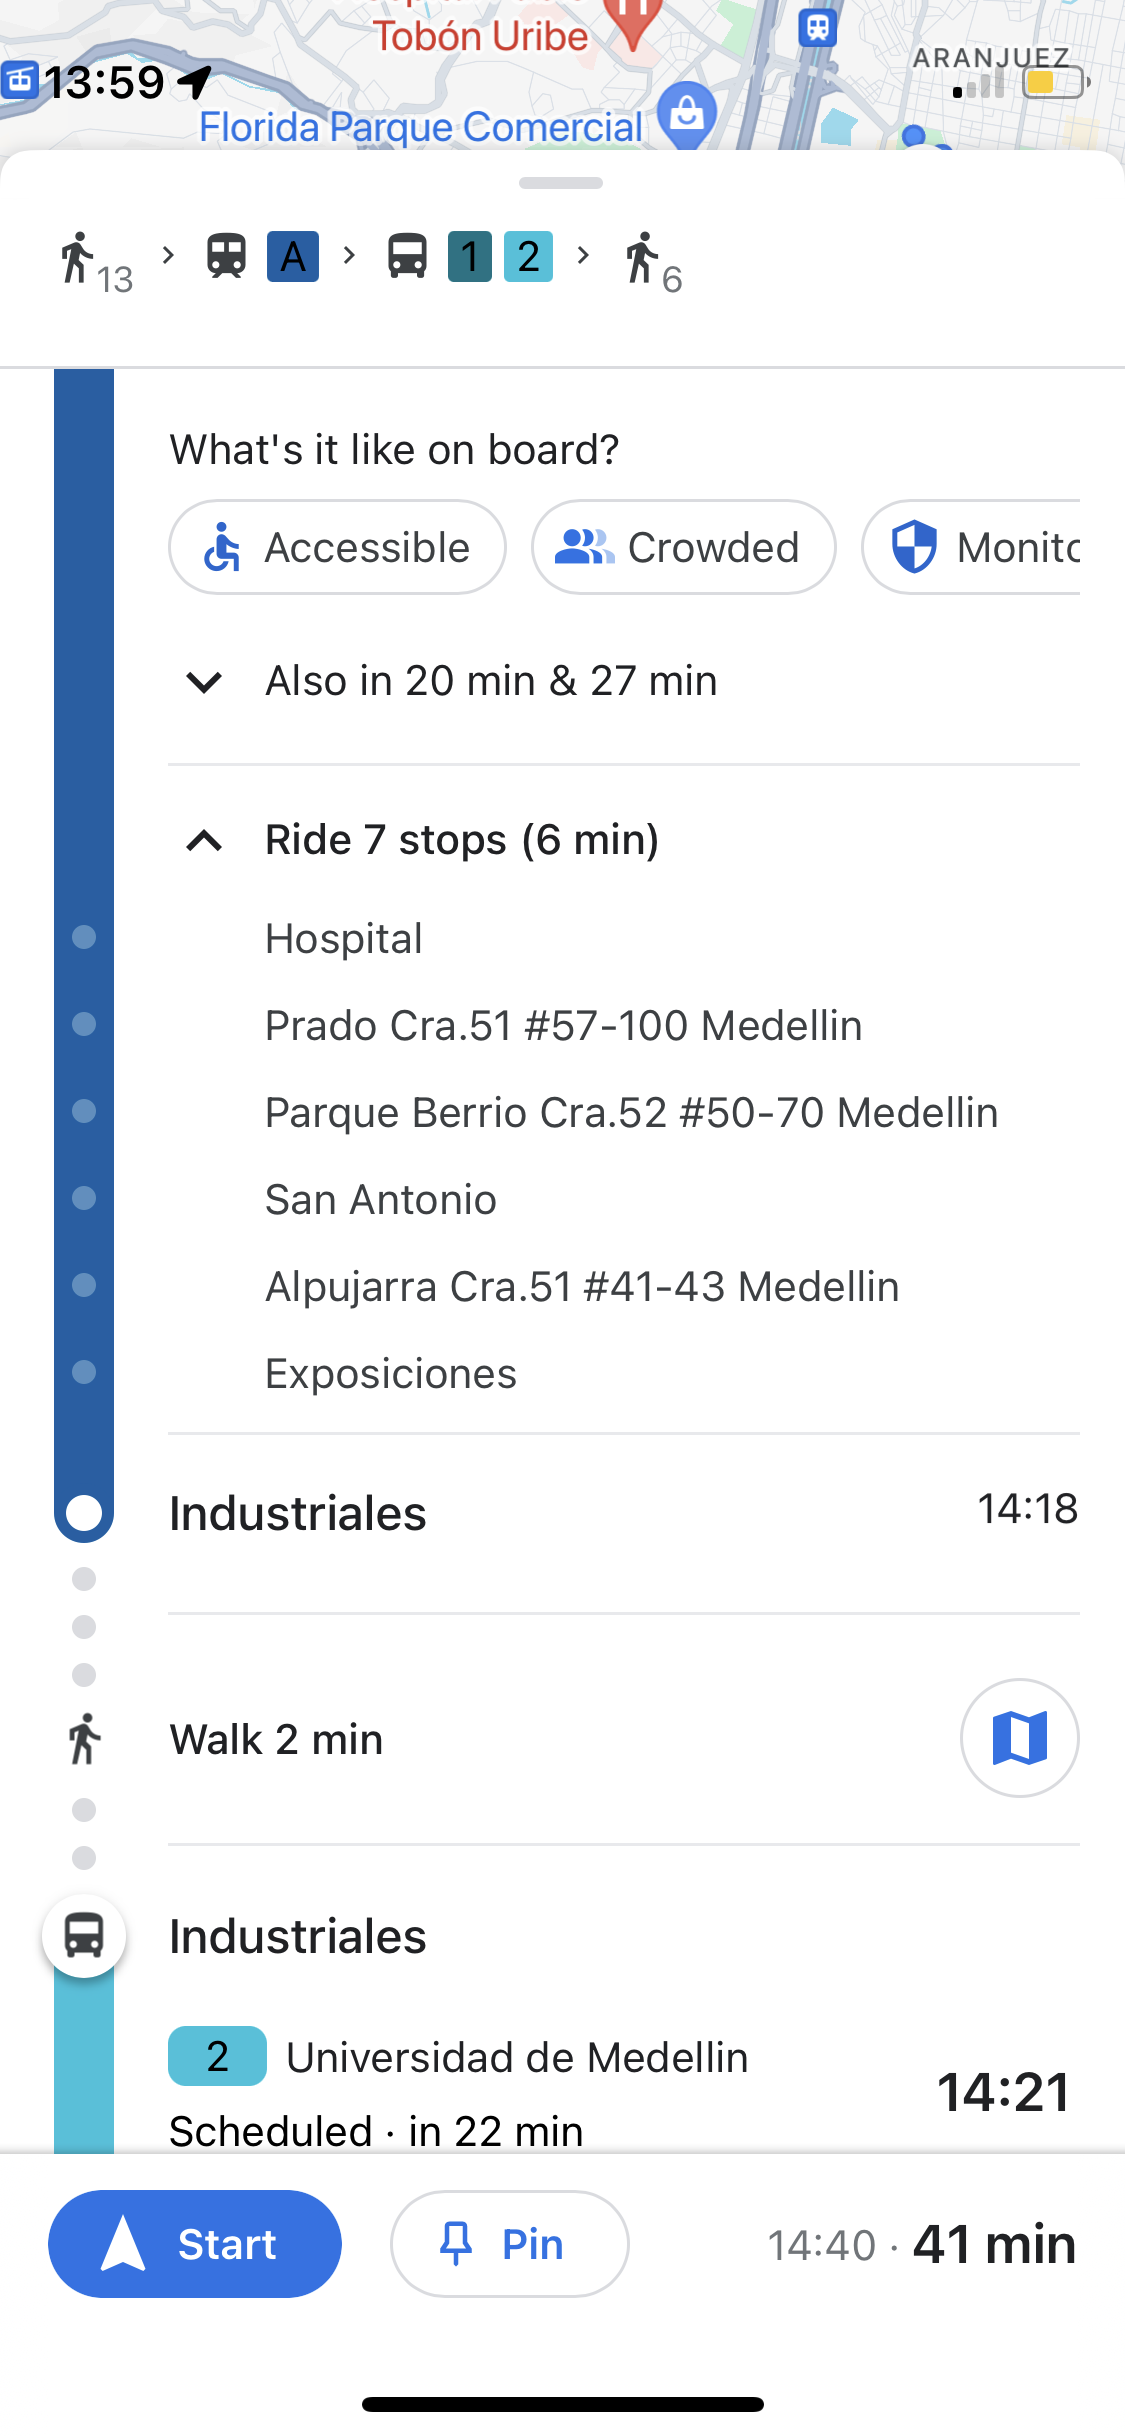 Tobón Uribe
ARANJUEZ
13:59
Florida Parque Comercial
13
A
1
2
6
What's it like on board?
Accessible
Crowded
Also in 20 min & 27 min
Ride 7 stops (6 min)
Hospital
Prado Cra.51 #57-100 Medellin
Parque Berrio Cra.52 #50-70 Medellin
San Antonio
Alpujarra Cra.51 #41-43 Medellin
Exposiciones
Industriales
14:18
Walk 2 min
Industriales
2 Universidad de Medellin
14:21
Scheduled · in 22 min
Start
Pin
14:40 · 41 min